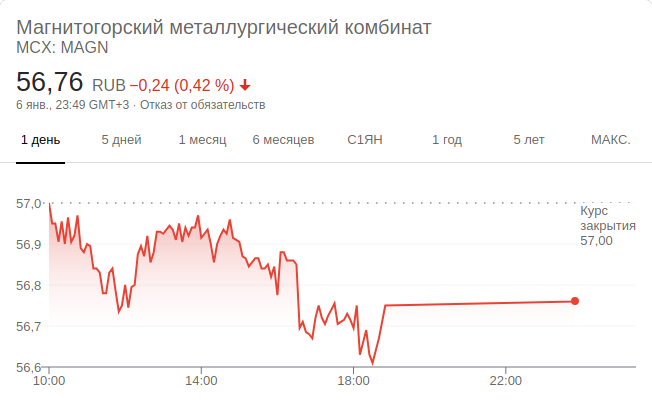 Магнитогорский металлургический комбинат
MCX: MAGN
56,76 RUB −0,24 (0,42 %)
6 янв., 23:49 GMT+3 · Отказ от обязательств
1 день 5 дней 1 месяц 6 месяцев С1ЯН 1 год 5 лет МАКС.
57,0
Курс
закрытия
57,00
56,9
56,8
56,7
56,6
10:00 14:00 18:00 22:00